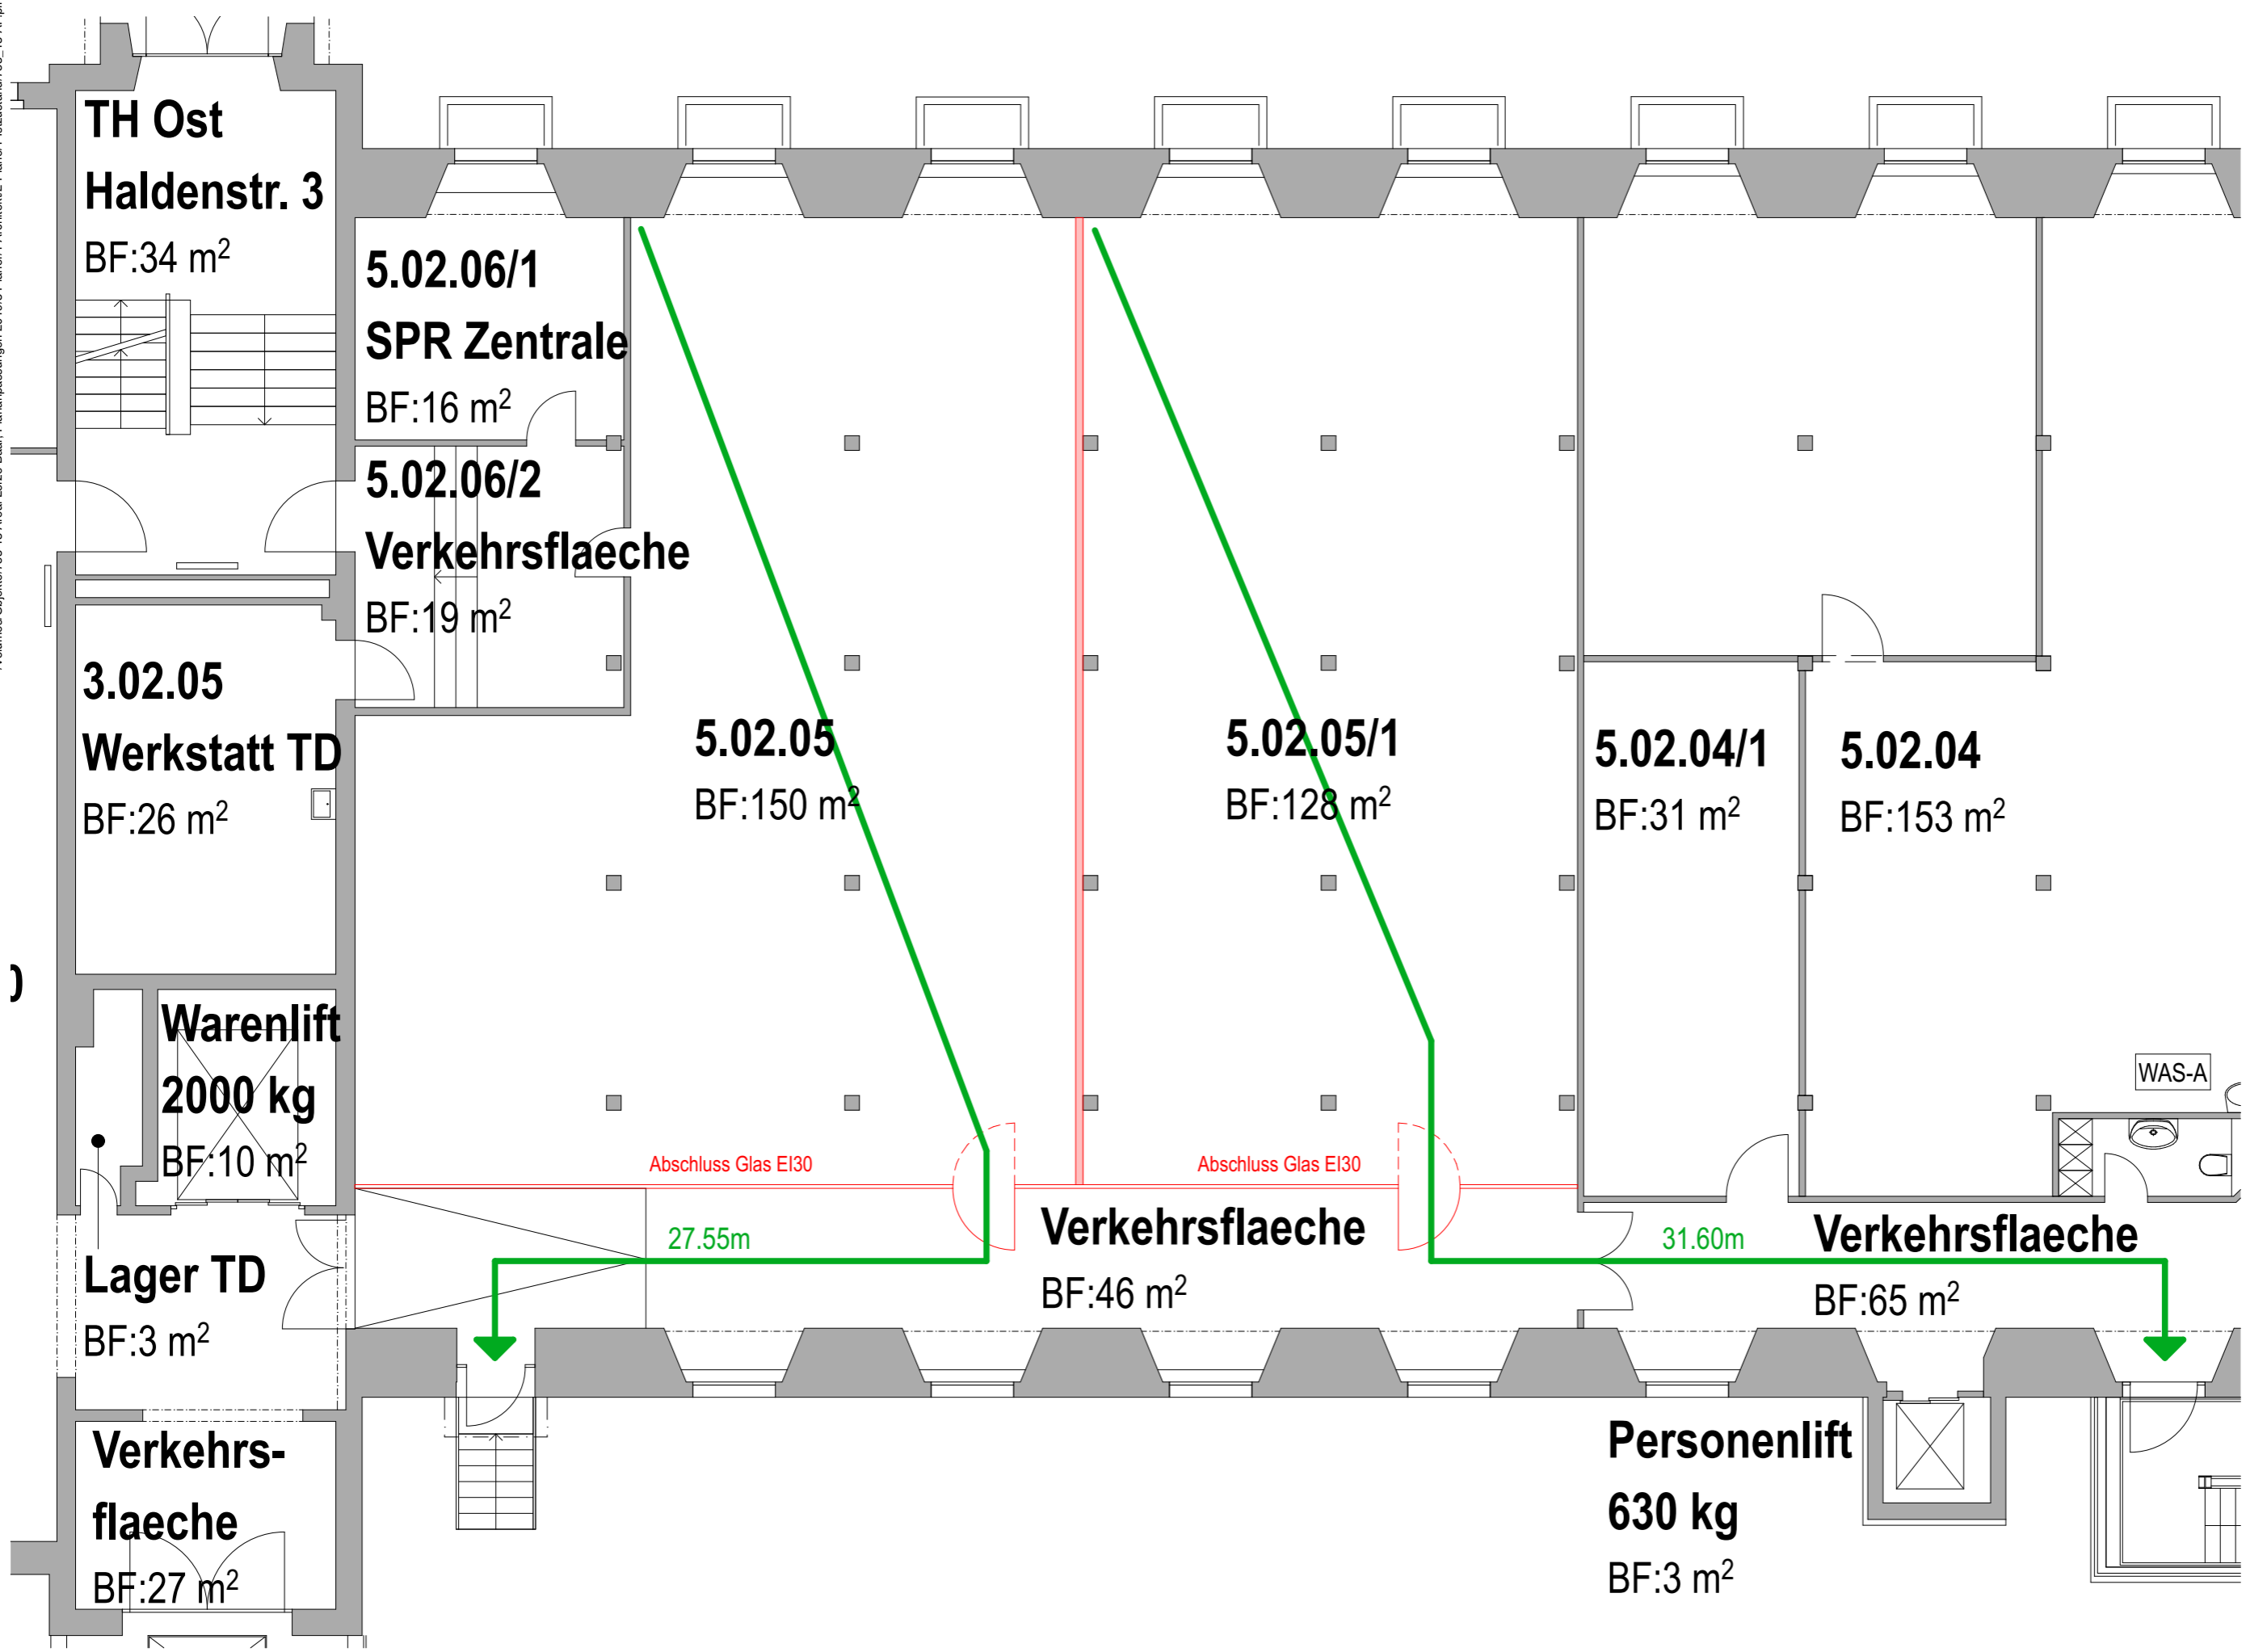 TH Ost
Haldenstr. 3
BF:34 m²
5.02.06/1
SPR Zentrale
BF:16 m²
5.02.06/2
Verkehrsflaeche
BF:19 m²
3.02.05
Werkstatt TD
BF:26 m²
5.02.05
BF:150 m²
5.02.05/1
BF:128 m²
5.02.04/1
BF:31 m²
5.02.04
BF:153 m²
Warenlift
2000 kg
BF:10 m²
WAS-A
Abschluss Glas EI30
Abschluss Glas EI30
Lager TD
BF:3 m²
27.55m
Verkehrsflaeche
BF:46 m²
31.60m
Verkehrsflaeche
BF:65 m²
Verkehrs-
flaeche
BF:27 m²
Personenlift
630 kg
BF:3 m²